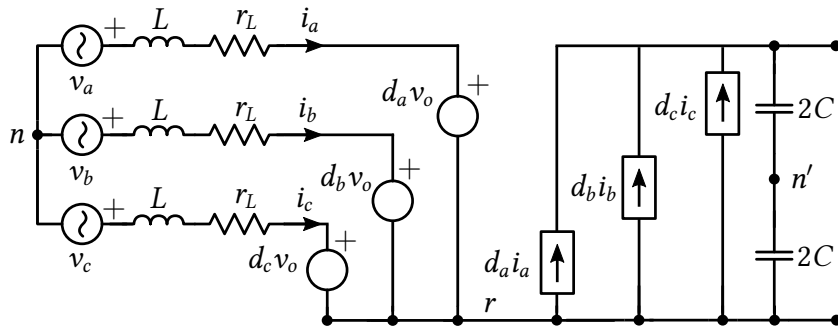 L r_L i_a
+ +
v_a d_a v_o
L r_L i_b d_c i_c 2C
n + +
v_b d_b v_o d_b i_b n′
L r_L i_c
+ +
v_c d_c v_o d_a i_a 2C
r